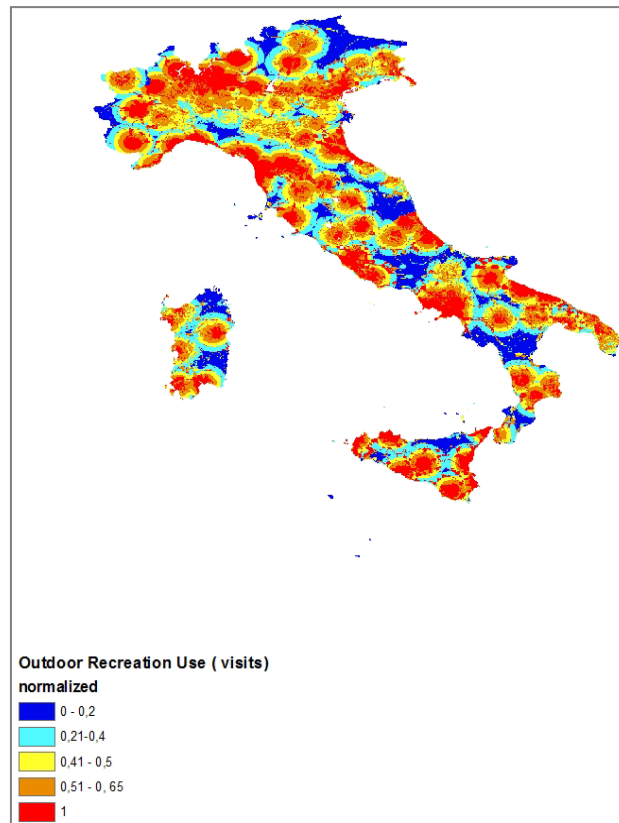 Outdoor Recreation Use ( visits)
normalized
0 - 0,2
0,21-0,4
0,41 - 0,5
0,51 - 0, 65
1